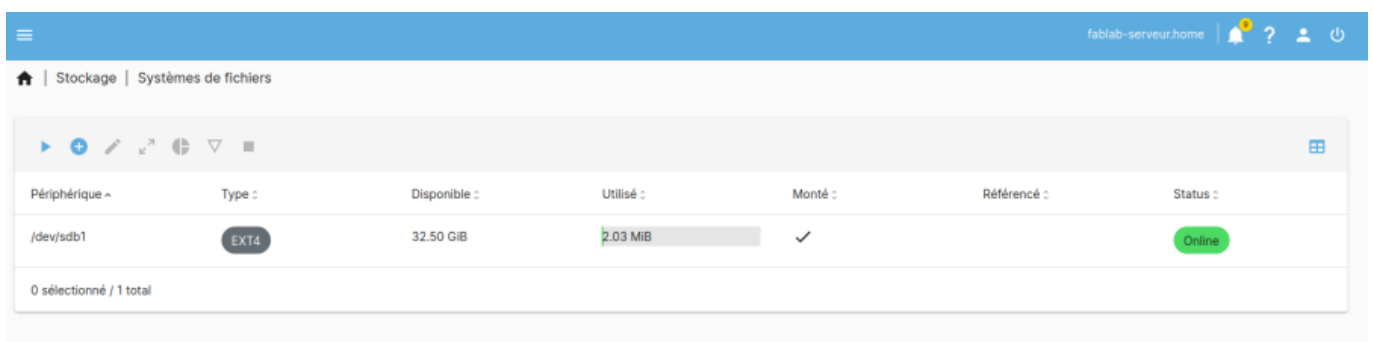 fablab-serveur.home 9 ?
Stockage | Systèmes de fichiers
Périphérique Type Disponible Utilisé Monté Référencé Status
/dev/sdb1 EXT4 32.50 GiB 2.03 MiB Online
0 sélectionné / 1 total